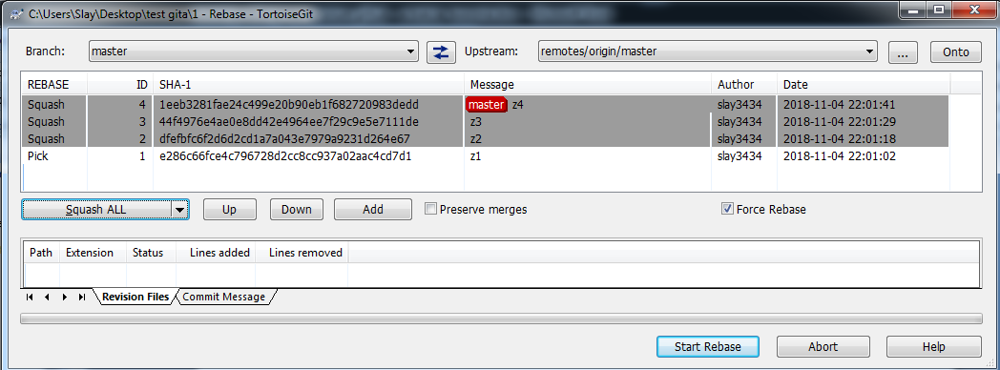 C:\Users\Slay\Desktop\test gita\1 - Rebase - TortoiseGit
Branch: master Upstream: remotes/origin/master ... Onto
REBASE ID SHA-1 Message Author Date
Squash 4 1eeb3281fae24c499e20b90eb1f682720983dedd master z4 slay3434 2018-11-04 22:01:41
Squash 3 44f4976e4ae0e8dd42e4964ee7f29c9e5e7111de z3 slay3434 2018-11-04 22:01:29
Squash 2 dfefbfc6f2d6d2cd1a7a043e7979a9231d264e67 z2 slay3434 2018-11-04 22:01:18
Pick 1 e286c66fce4c796728d2cc8cc937a02aac4cd7d1 z1 slay3434 2018-11-04 22:01:02
Squash ALL Up Down Add Preserve merges Force Rebase
Path Extension Status Lines added Lines removed
Revision Files Commit Message
Start Rebase Abort Help